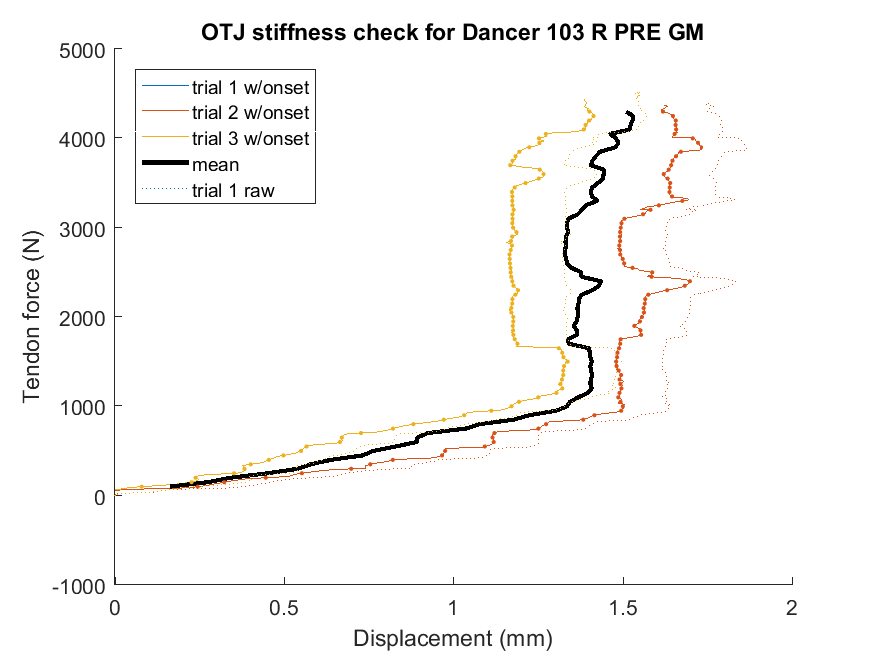 OTJ stiffness check for Dancer 103 R PRE GM
5000
4000
3000
2000
1000
0
-1000
Tendon force (N)
trial 1 w/onset
trial 2 w/onset
trial 3 w/onset
mean
trial 1 raw
0 0.5 1 1.5 2
Displacement (mm)